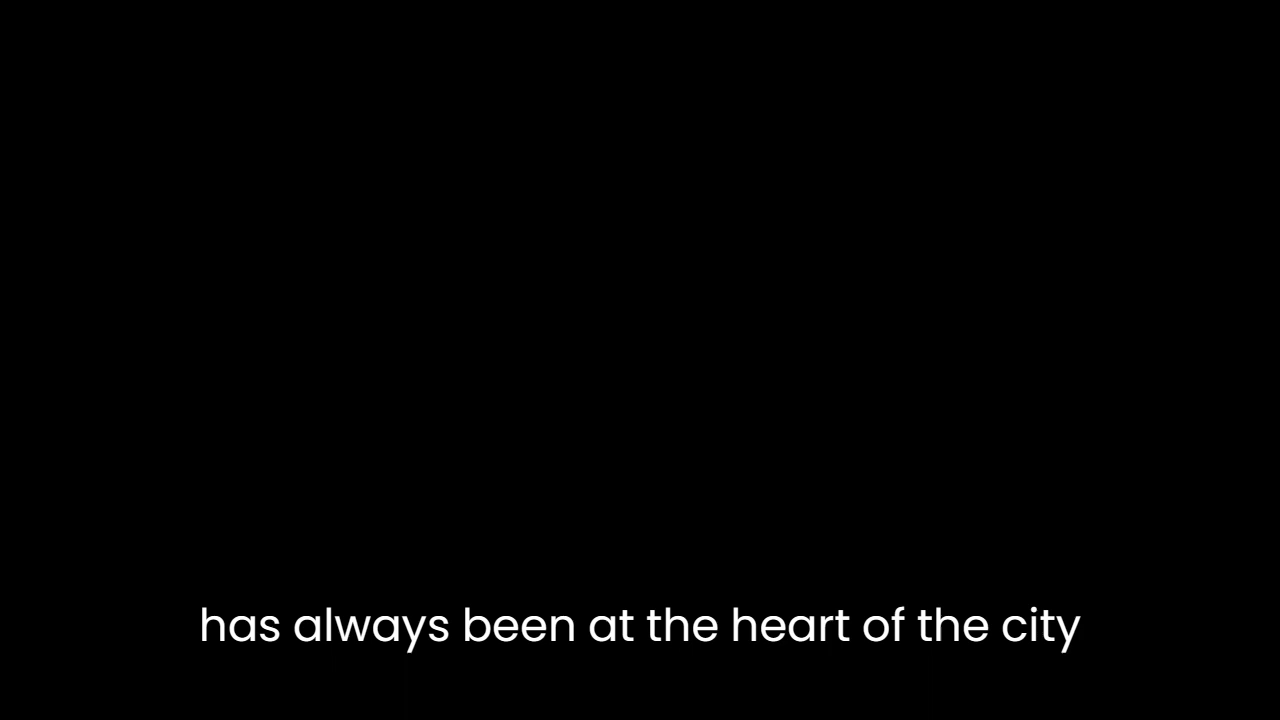 has always been at the heart of the city